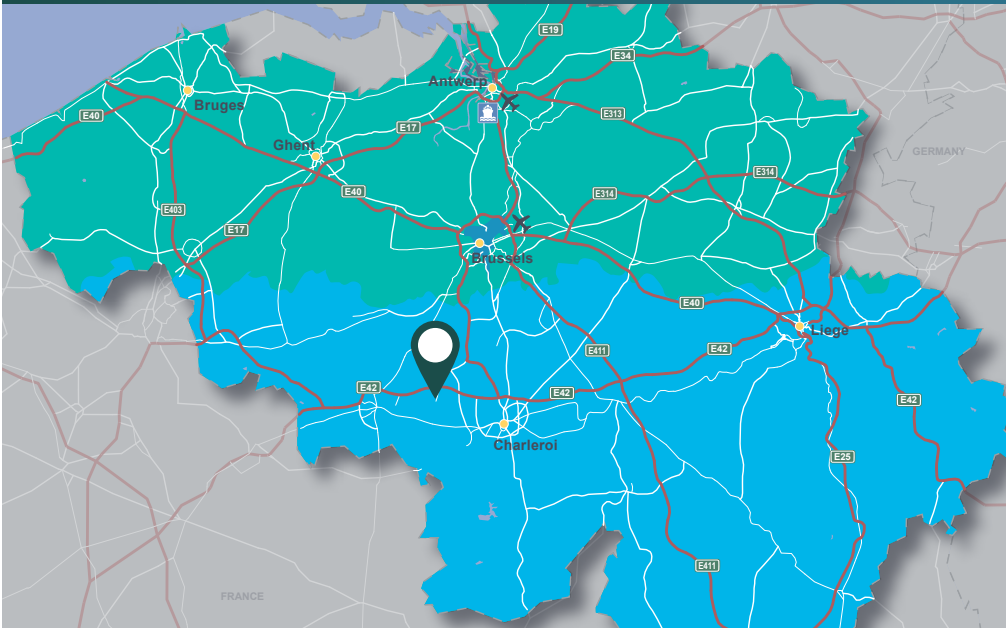 E19
E34
Antwerp
E40
Bruges
E313
E17
Ghent
GERMANY
E314
E40
E314
E403
E17
Brussels
E40
Liege
E411
E42
E42
E42
E42
Charleroi
E25
E411
FRANCE